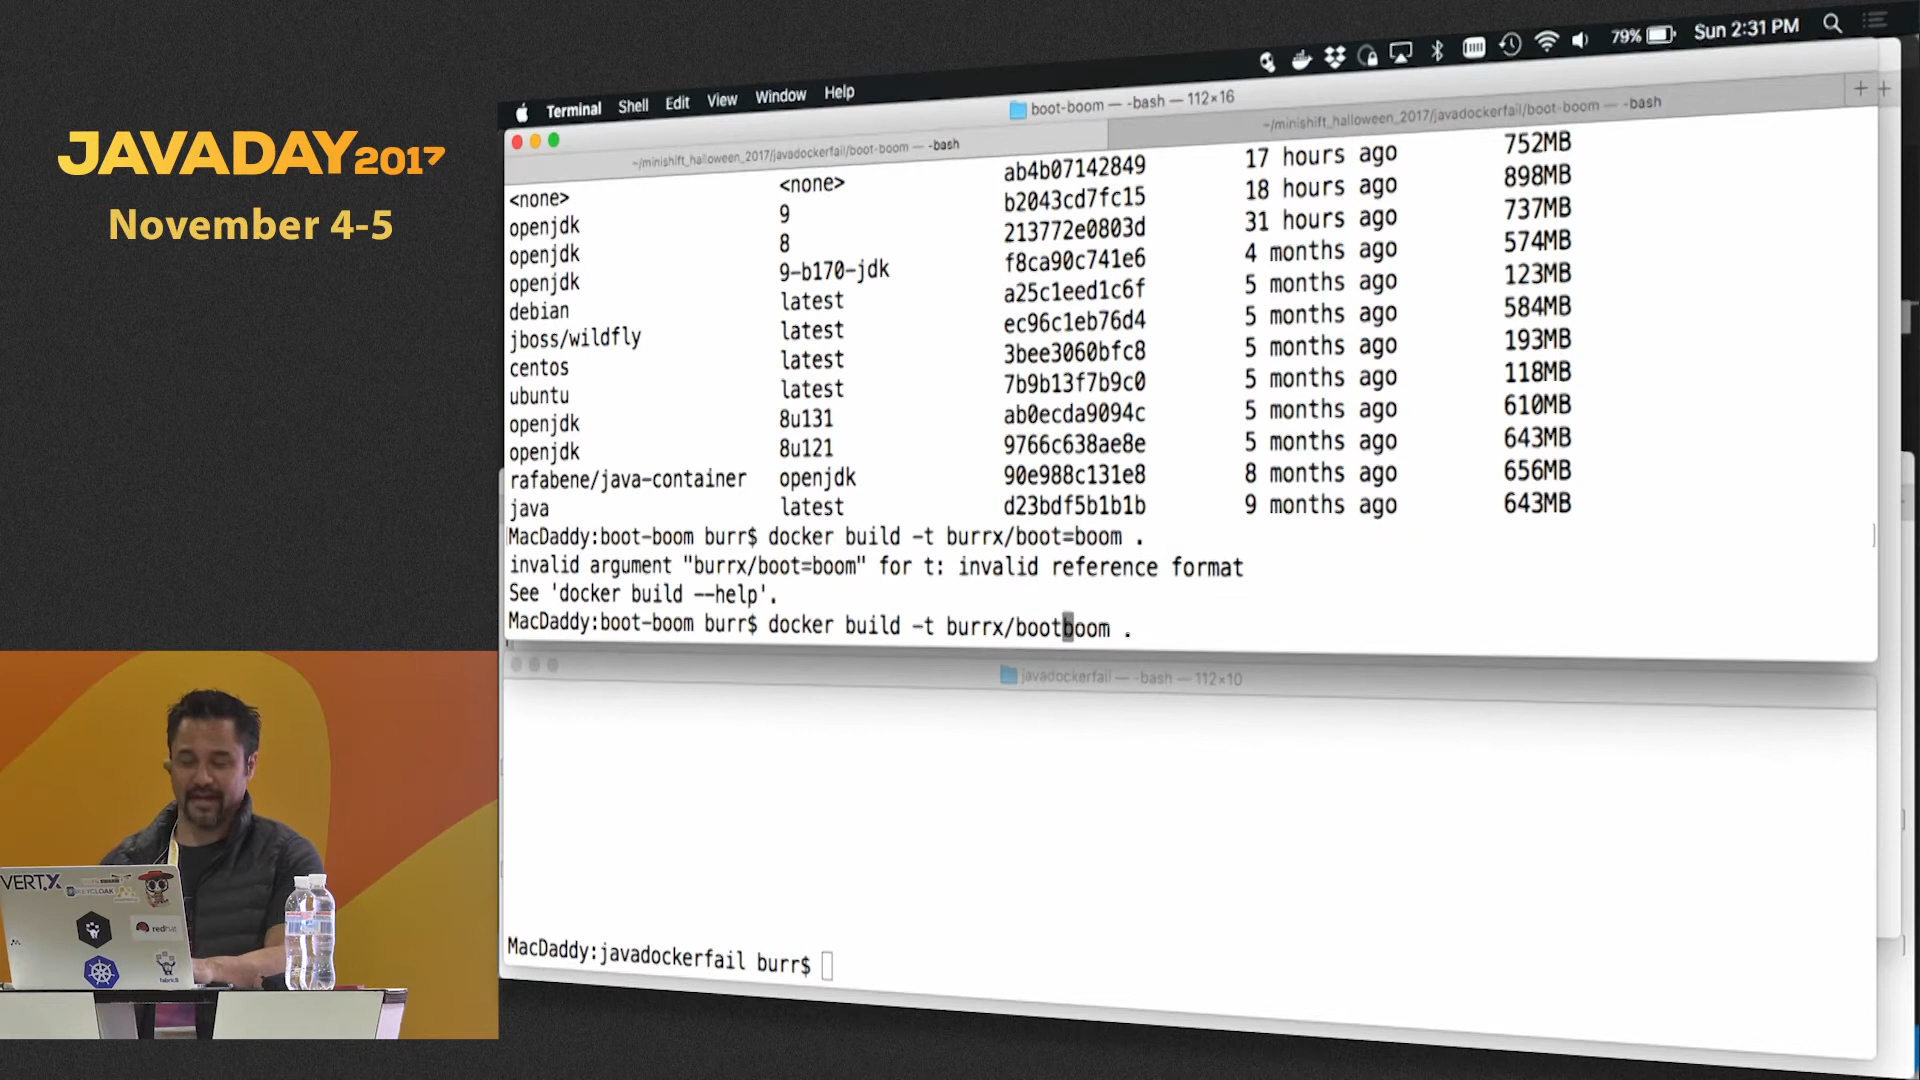 JAVADAY2017
November 4-5
Terminal Shell Edit View Window Help
79% Sun 2:31 PM
boot-boom — -bash — 112×16
~/minishift_halloween_2017/javadockerfail/boot-boom — -bash
~/minishift_halloween_2017/javadockerfail/boot-boom — -bash
<none> <none> ab4b07142849 17 hours ago 752MB
openjdk 9 b2043cd7fc15 18 hours ago 898MB
openjdk 8 213772e0803d 31 hours ago 737MB
openjdk 9-b170-jdk f8ca90c741e6 4 months ago 574MB
debian latest a25c1eed1c6f 5 months ago 123MB
jboss/wildfly latest ec96c1eb76d4 5 months ago 584MB
centos latest 3bee3060bfc8 5 months ago 193MB
ubuntu latest 7b9b13f7b9c0 5 months ago 118MB
openjdk 8u131 ab0ecda9094c 5 months ago 610MB
openjdk 8u121 9766c638ae8e 5 months ago 643MB
rafabene/java-container openjdk 90e988c131e8 8 months ago 656MB
java latest d23bdf5b1b1b 9 months ago 643MB
MacDaddy:boot-boom burr$ docker build -t burrx/boot=boom .
invalid argument "burrx/boot=boom" for t: invalid reference format
See 'docker build --help'.
MacDaddy:boot-boom burr$ docker build -t burrx/bootboom .
javadockerfail — -bash — 112×10
MacDaddy:javadockerfail burr$
VERT.X
KEYCLOAK
redhat
fabric8